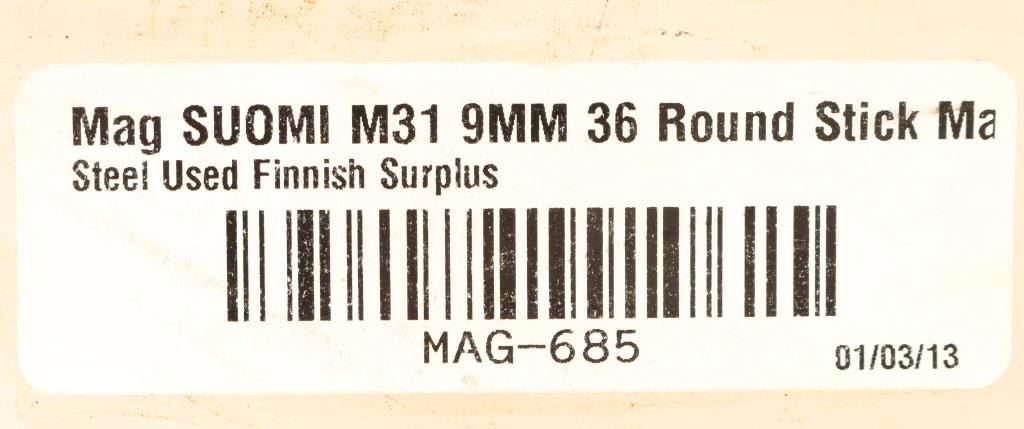 Mag SUOMI M31 9MM 36 Round Stick Ma
Steel Used Finnish Surplus
MAG-685
01/03/13